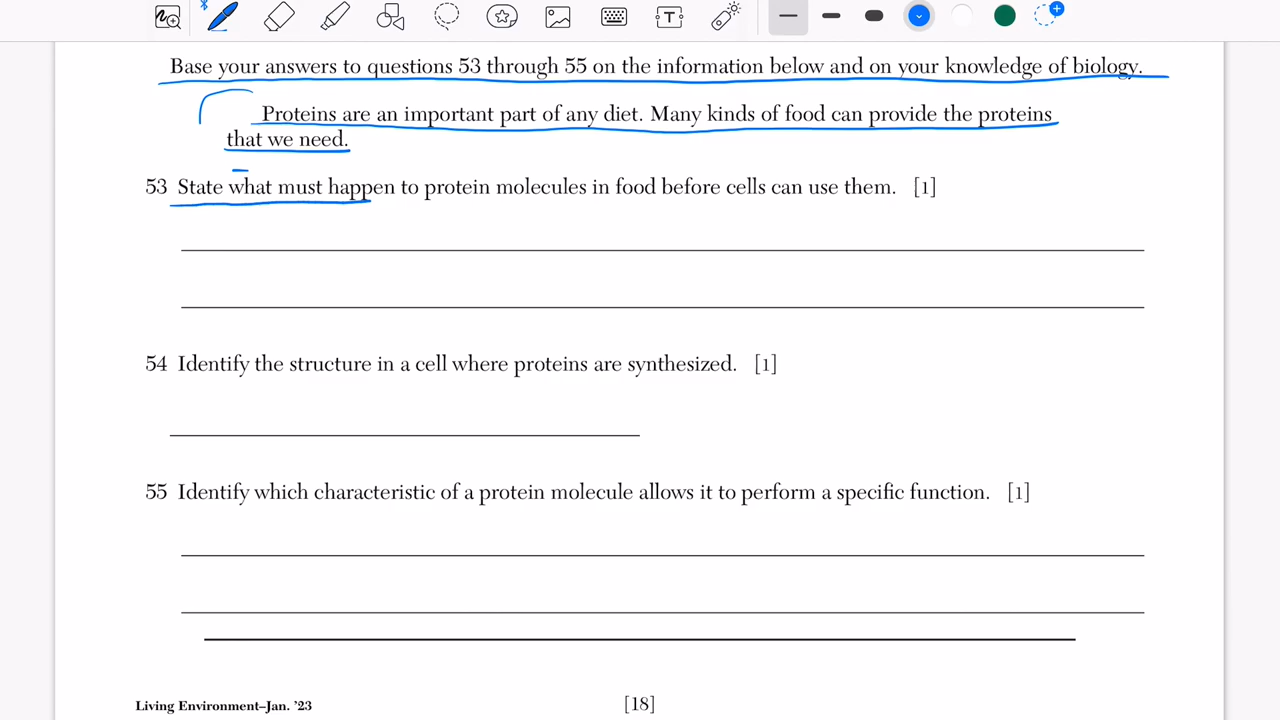 Base your answers to questions 53 through 55 on the information below and on your knowledge of biology.
Proteins are an important part of any diet. Many kinds of food can provide the proteins
that we need.
53 State what must happen to protein molecules in food before cells can use them. [1]
54 Identify the structure in a cell where proteins are synthesized. [1]
55 Identify which characteristic of a protein molecule allows it to perform a specific function. [1]
Living Environment–Jan. ’23
[18]